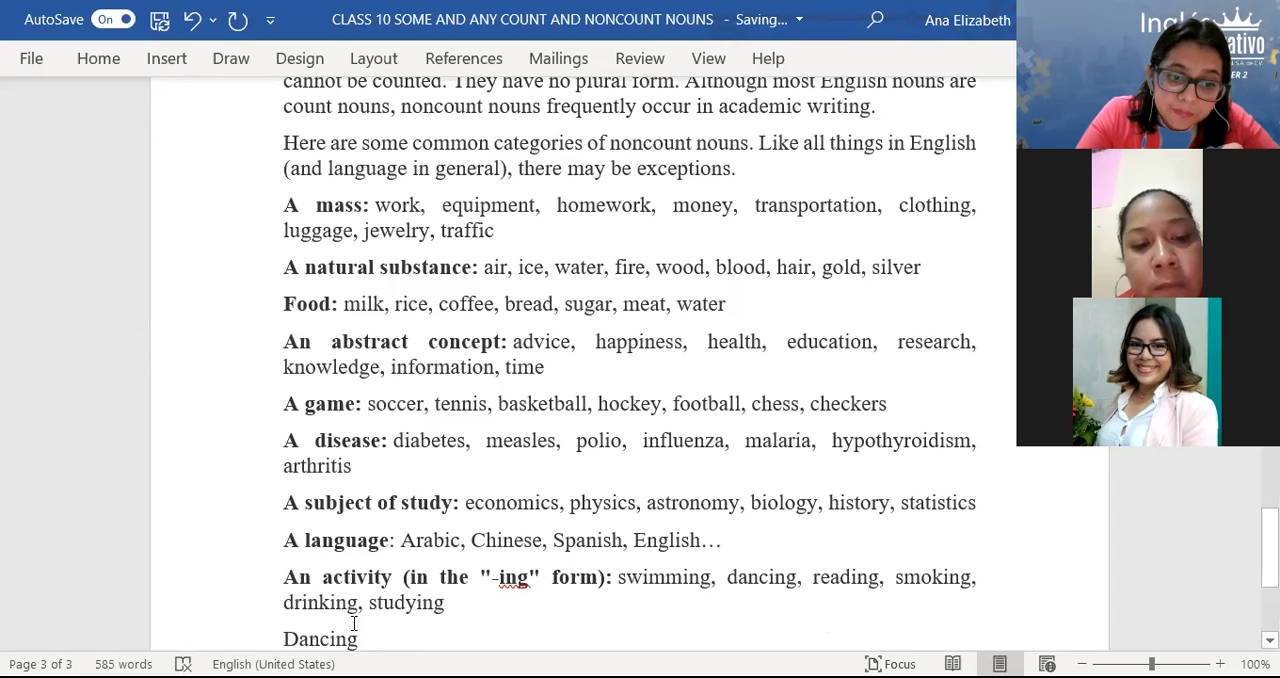 AutoSave On CLASS 10 SOME AND ANY COUNT AND NONCOUNT NOUNS - Saving... Ana Elizabeth
File Home Insert Draw Design Layout References Mailings Review View Help
cannot be counted. They have no plural form. Although most English nouns are
count nouns, noncount nouns frequently occur in academic writing.
Here are some common categories of noncount nouns. Like all things in English
(and language in general), there may be exceptions.
A mass: work, equipment, homework, money, transportation, clothing,
luggage, jewelry, traffic
A natural substance: air, ice, water, fire, wood, blood, hair, gold, silver
Food: milk, rice, coffee, bread, sugar, meat, water
An abstract concept: advice, happiness, health, education, research,
knowledge, information, time
A game: soccer, tennis, basketball, hockey, football, chess, checkers
A disease: diabetes, measles, polio, influenza, malaria, hypothyroidism,
arthritis
A subject of study: economics, physics, astronomy, biology, history, statistics
A language: Arabic, Chinese, Spanish, English…
An activity (in the "-ing" form): swimming, dancing, reading, smoking,
drinking, studying
Dancing
Page 3 of 3 585 words English (United States) Focus 100%